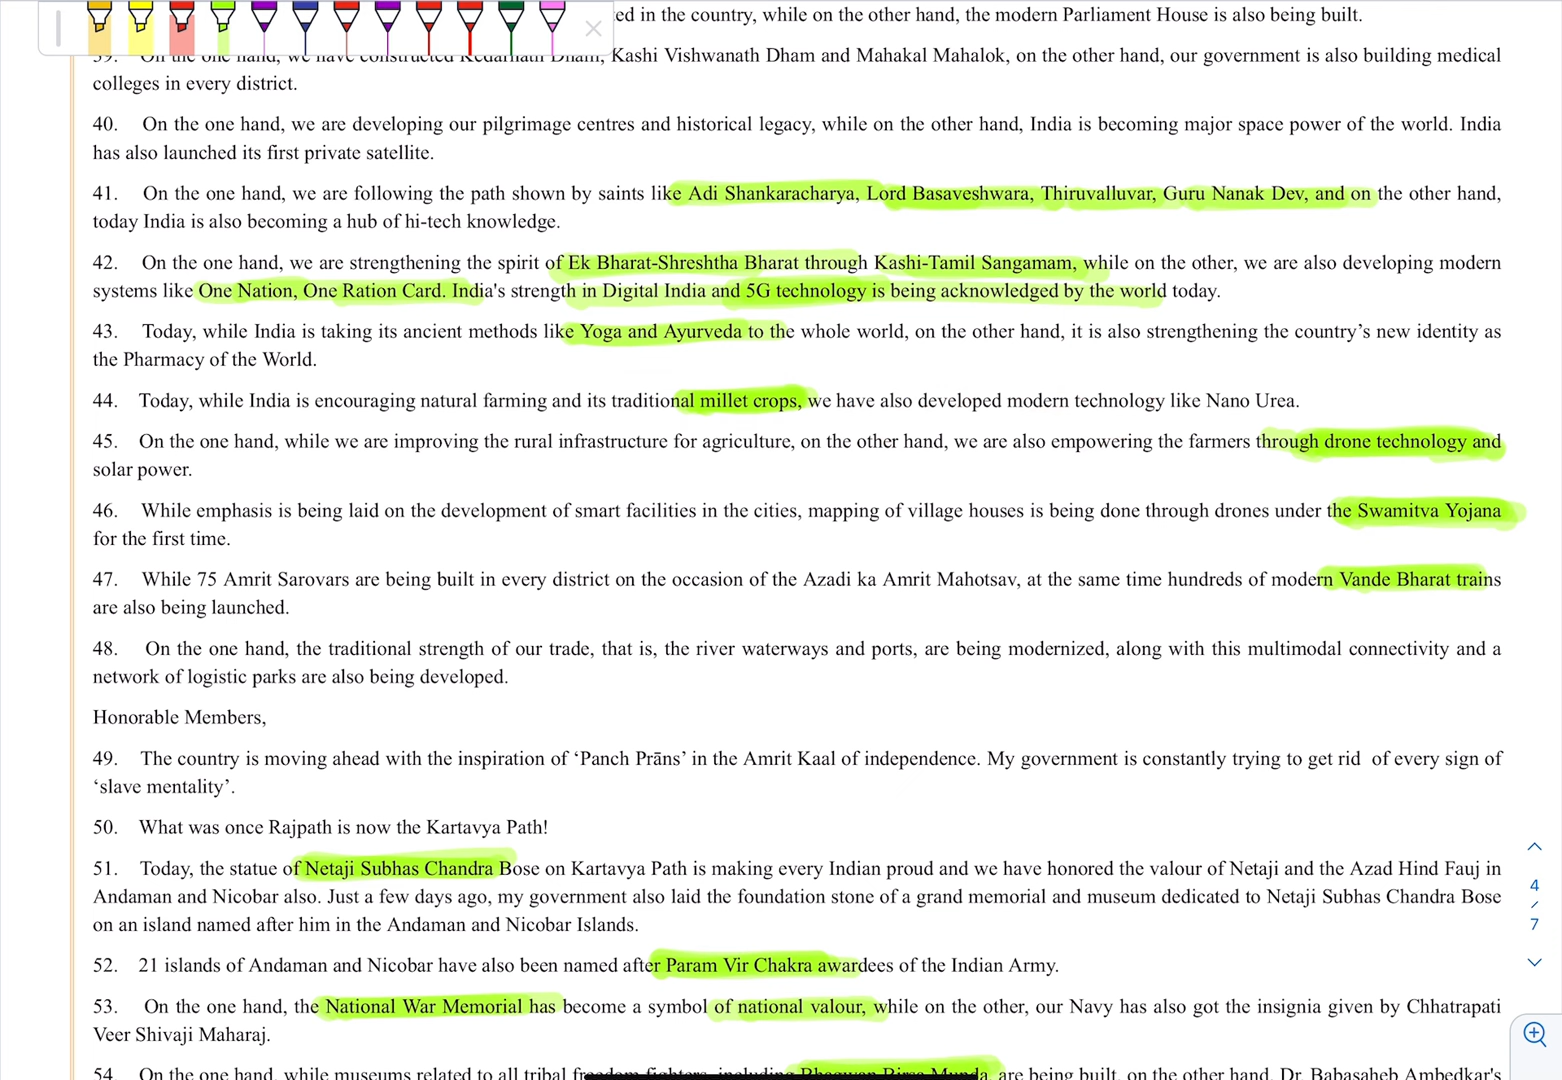 ed in the country, while on the other hand, the modern Parliament House is also being built.
39. On the one hand, we have constructed Kedarnath Dham, Kashi Vishwanath Dham and Mahakal Mahalok, on the other hand, our government is also building medical
colleges in every district.
40. On the one hand, we are developing our pilgrimage centres and historical legacy, while on the other hand, India is becoming major space power of the world. India
has also launched its first private satellite.
41. On the one hand, we are following the path shown by saints like Adi Shankaracharya, Lord Basaveshwara, Thiruvalluvar, Guru Nanak Dev, and on the other hand,
today India is also becoming a hub of hi-tech knowledge.
42. On the one hand, we are strengthening the spirit of Ek Bharat-Shreshtha Bharat through Kashi-Tamil Sangamam, while on the other, we are also developing modern
systems like One Nation, One Ration Card. India's strength in Digital India and 5G technology is being acknowledged by the world today.
43. Today, while India is taking its ancient methods like Yoga and Ayurveda to the whole world, on the other hand, it is also strengthening the country’s new identity as
the Pharmacy of the World.
44. Today, while India is encouraging natural farming and its traditional millet crops, we have also developed modern technology like Nano Urea.
45. On the one hand, while we are improving the rural infrastructure for agriculture, on the other hand, we are also empowering the farmers through drone technology and
solar power.
46. While emphasis is being laid on the development of smart facilities in the cities, mapping of village houses is being done through drones under the Swamitva Yojana
for the first time.
47. While 75 Amrit Sarovars are being built in every district on the occasion of the Azadi ka Amrit Mahotsav, at the same time hundreds of modern Vande Bharat trains
are also being launched.
48. On the one hand, the traditional strength of our trade, that is, the river waterways and ports, are being modernized, along with this multimodal connectivity and a
network of logistic parks are also being developed.
Honorable Members,
49. The country is moving ahead with the inspiration of ‘Panch Prāns’ in the Amrit Kaal of independence. My government is constantly trying to get rid of every sign of
‘slave mentality’.
50. What was once Rajpath is now the Kartavya Path!
51. Today, the statue of Netaji Subhas Chandra Bose on Kartavya Path is making every Indian proud and we have honored the valour of Netaji and the Azad Hind Fauj in
Andaman and Nicobar also. Just a few days ago, my government also laid the foundation stone of a grand memorial and museum dedicated to Netaji Subhas Chandra Bose
on an island named after him in the Andaman and Nicobar Islands.
52. 21 islands of Andaman and Nicobar have also been named after Param Vir Chakra awardees of the Indian Army.
53. On the one hand, the National War Memorial has become a symbol of national valour, while on the other, our Navy has also got the insignia given by Chhatrapati
Veer Shivaji Maharaj.
54. On the one hand, while museums related to all tribal freedom fighters, including Bhagwan Birsa Munda, are being built, on the other hand, Dr. Babasaheb Ambedkar's
4
/
7